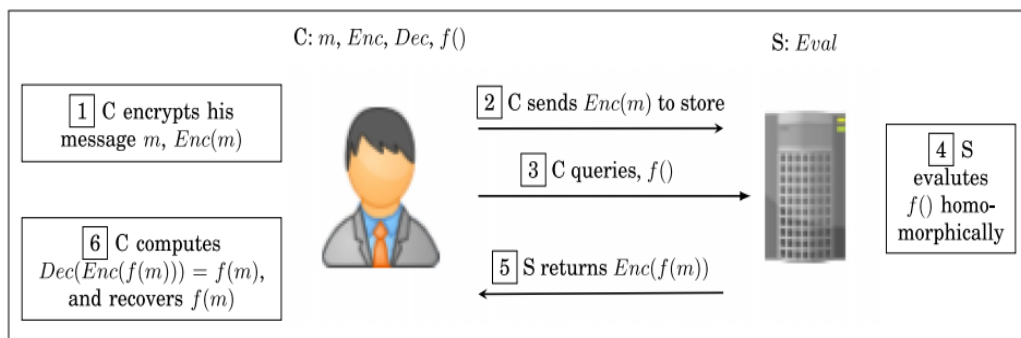 C: m, Enc, Dec, f()
S: Eval
1 C encrypts his
message m, Enc(m)
2 C sends Enc(m) to store
3 C queries, f()
4 S
evalutes
f() homo-
morphically
5 S returns Enc(f(m))
6 C computes
Dec(Enc(f(m))) = f(m),
and recovers f(m)